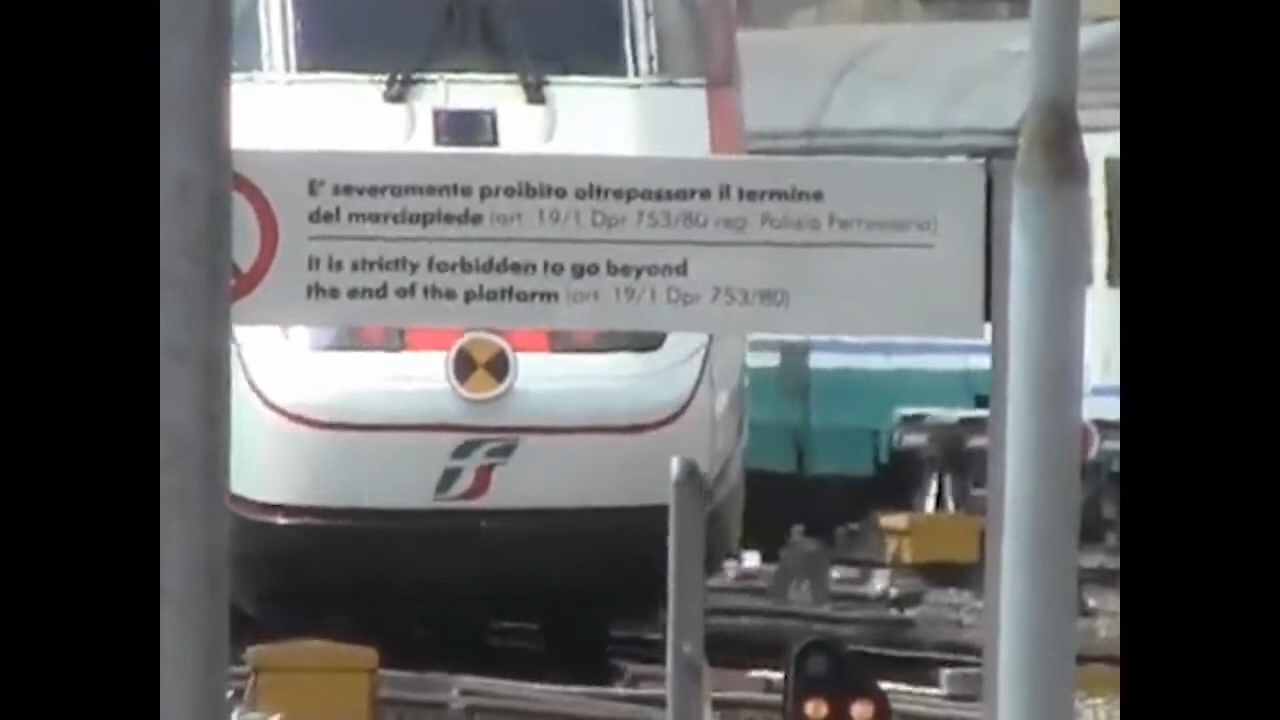 E' severamente proibito oltrepassare il termine
del marciapiede (art. 19/1 Dpr 753/80 reg. Polizia Ferroviaria)
It is strictly forbidden to go beyond
the end of the platform (art. 19/1 Dpr 753/80)